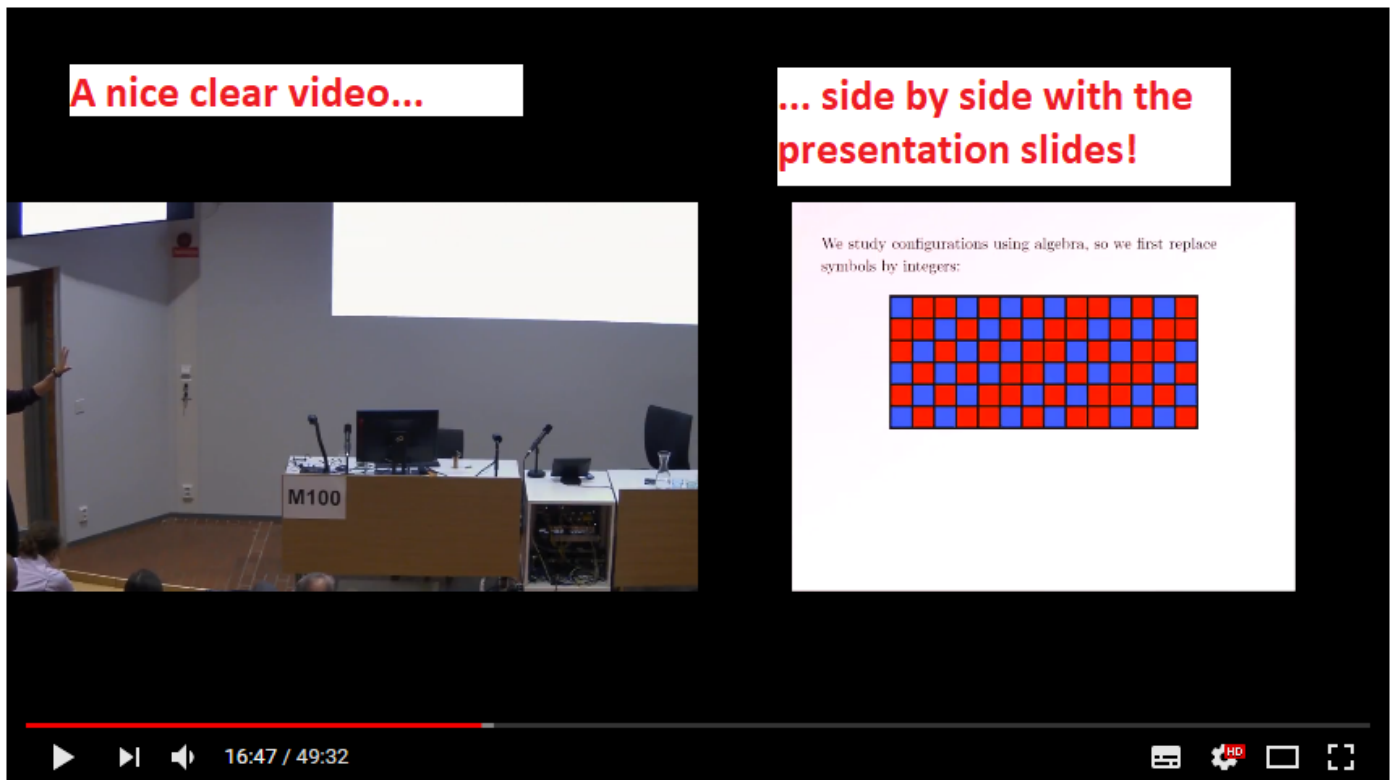 A nice clear video...
... side by side with the
presentation slides!
We study configurations using algebra, so we first replace
symbols by integers:
M100
16:47 / 49:32
HD